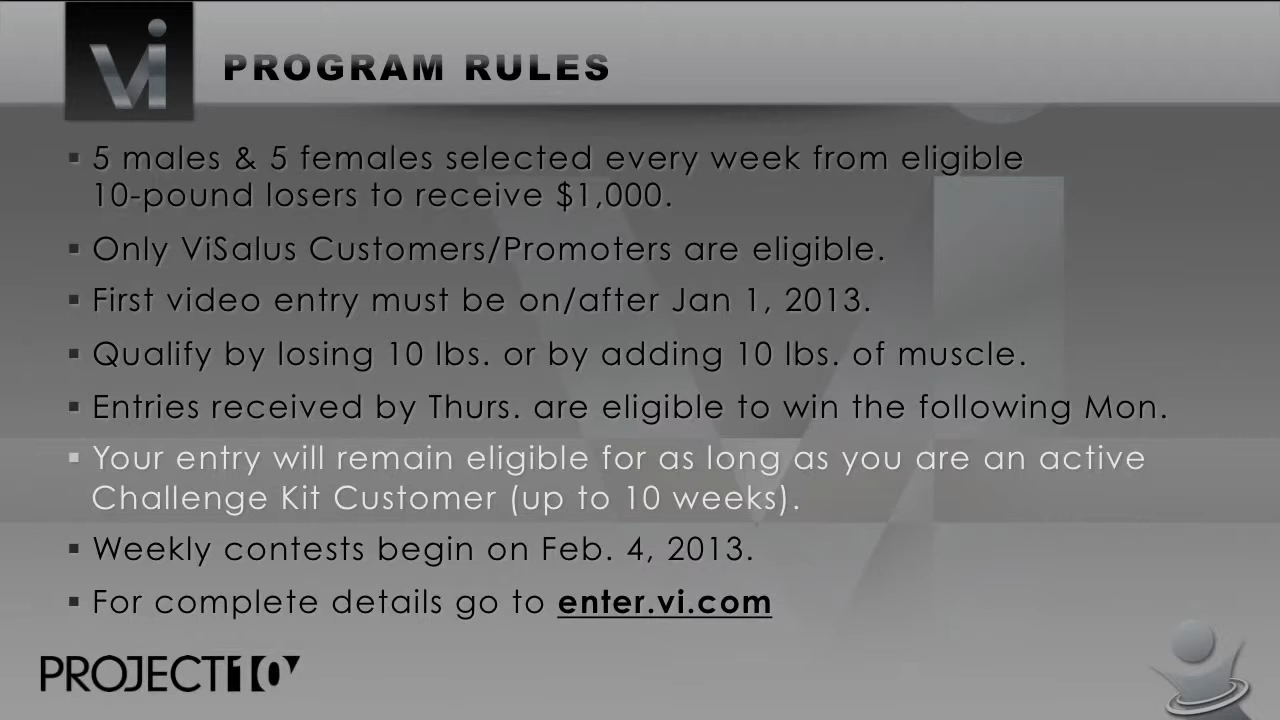 vi
PROGRAM RULES
▪ 5 males & 5 females selected every week from eligible
10-pound losers to receive $1,000.
▪ Only ViSalus Customers/Promoters are eligible.
▪ First video entry must be on/after Jan 1, 2013.
▪ Qualify by losing 10 lbs. or by adding 10 lbs. of muscle.
▪ Entries received by Thurs. are eligible to win the following Mon.
▪ Your entry will remain eligible for as long as you are an active
Challenge Kit Customer (up to 10 weeks).
▪ Weekly contests begin on Feb. 4, 2013.
▪ For complete details go to enter.vi.com
PROJECT10